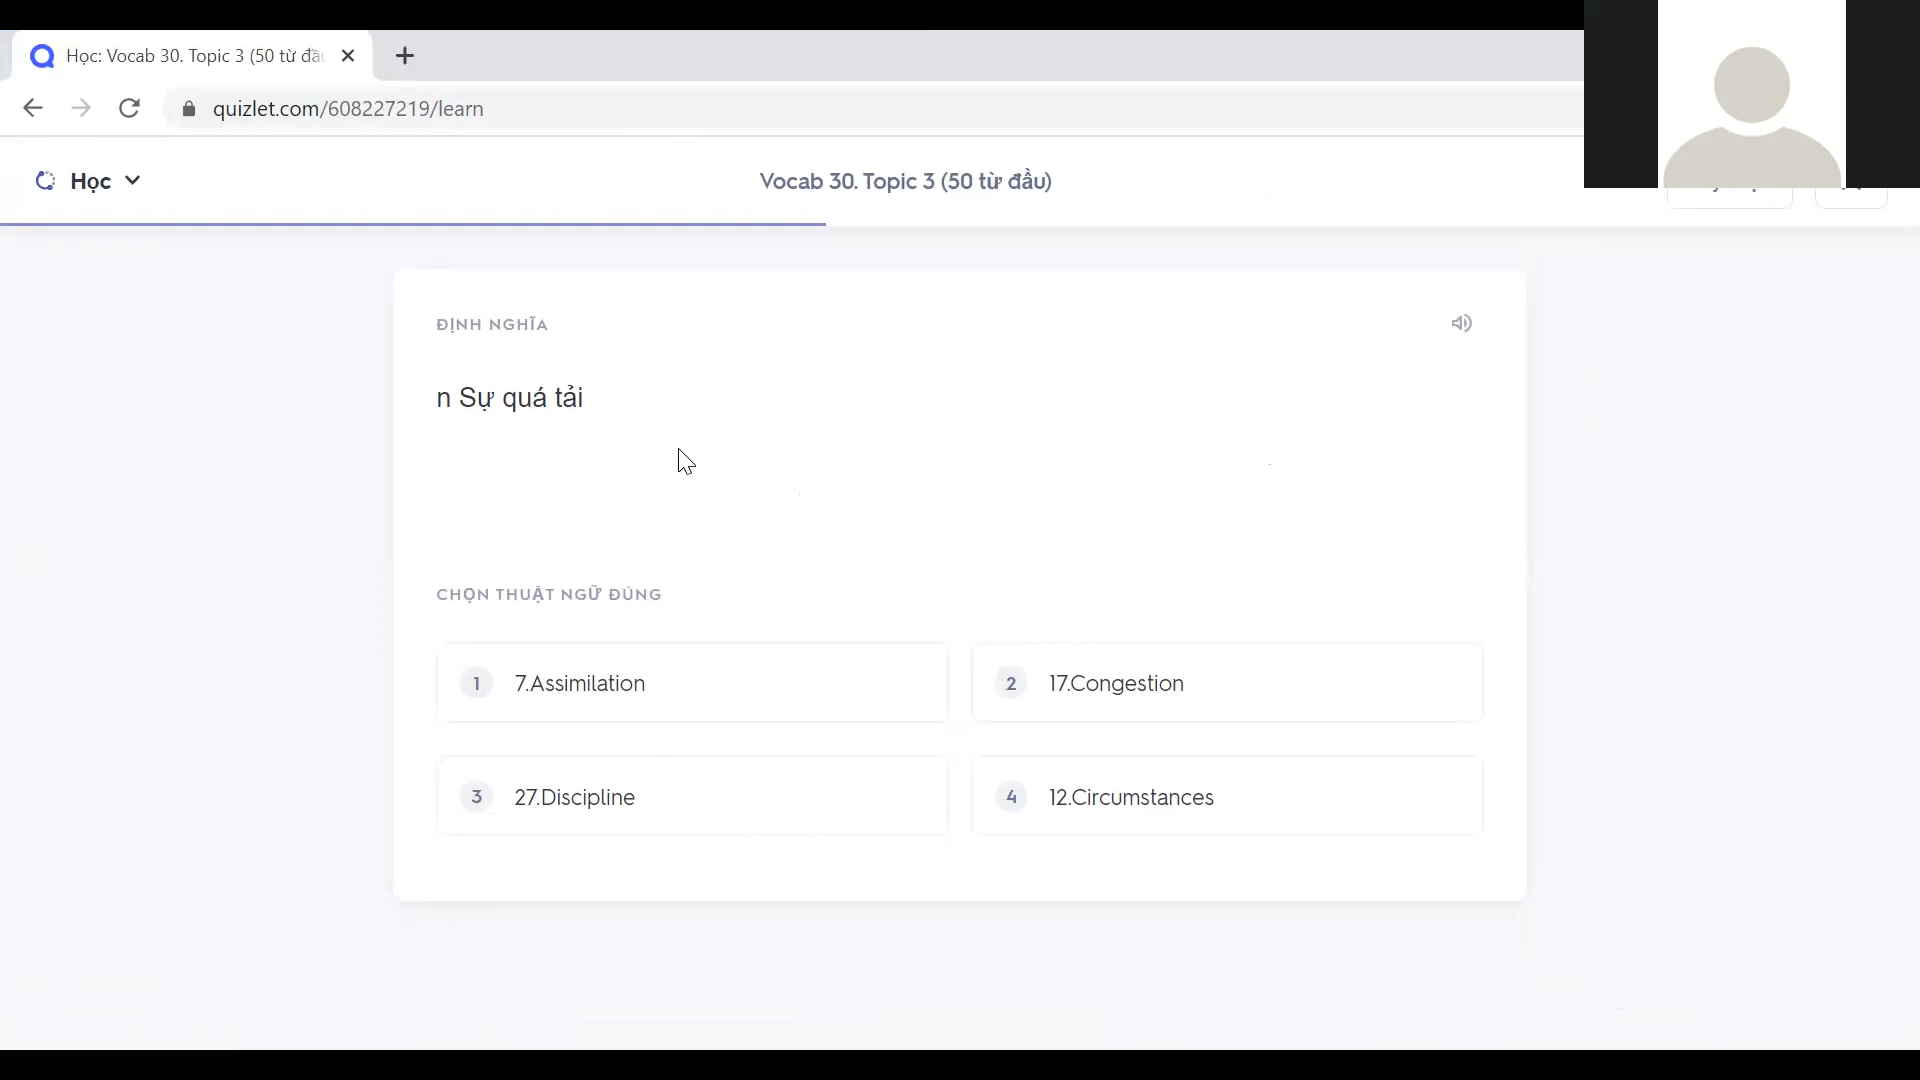 Học: Vocab 30. Topic 3 (50 từ đầu
quizlet.com/608227219/learn
Học
Vocab 30. Topic 3 (50 từ đầu)
ĐỊNH NGHĨA
n Sự quá tải
CHỌN THUẬT NGỮ ĐÚNG
1 7.Assimilation
2 17.Congestion
3 27.Discipline
4 12.Circumstances